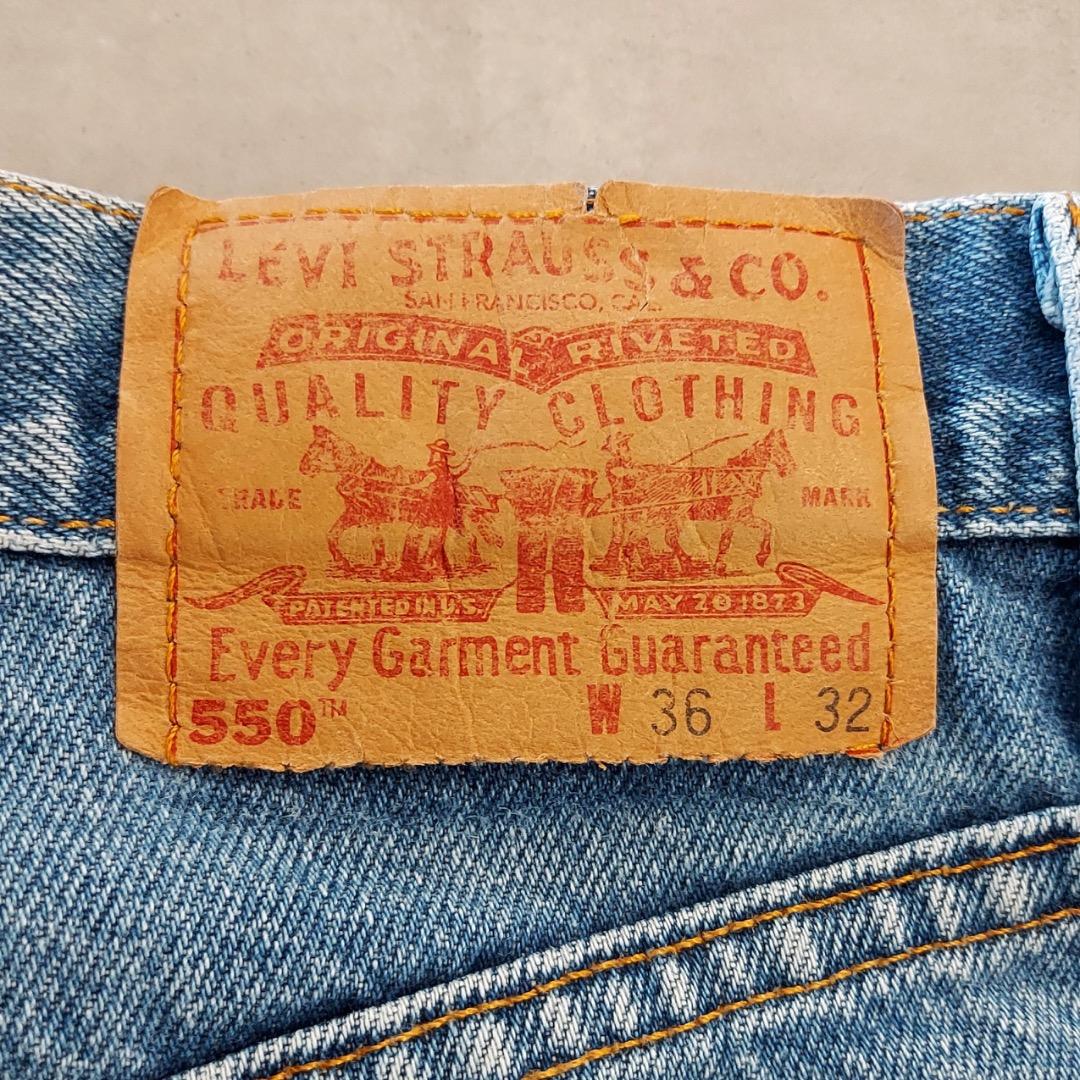 LEVI STRAUSS & CO.
SAN FRANCISCO, CAL.
ORIGINAL RIVETED
QUALITY CLOTHING
TRADE MARK
PATENTED IN U.S. MAY 20 1873
Every Garment Guaranteed
550™ W 36 L 32